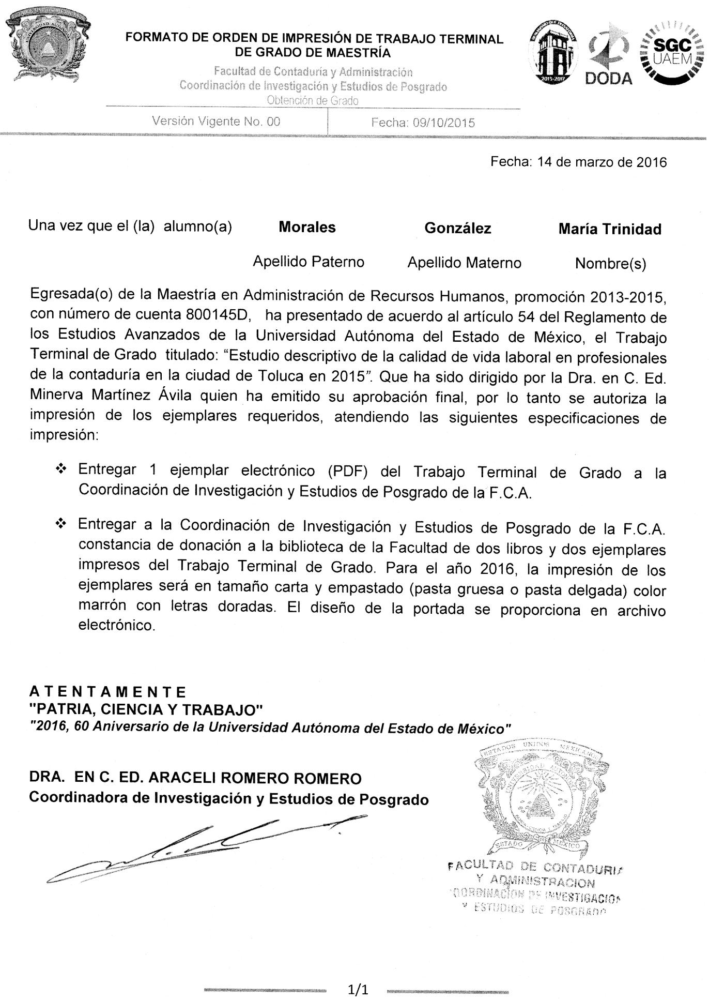 FORMATO DE ORDEN DE IMPRESIÓN DE TRABAJO TERMINAL
DE GRADO DE MAESTRÍA
Facultad de Contaduría y Administración
Coordinación de Investigación y Estudios de Posgrado
Obtención de Grado
Versión Vigente No. 00 Fecha: 09/10/2015
2013-2017
DODA
SGC
UAEM
Fecha: 14 de marzo de 2016
Una vez que el (la) alumno(a) Morales González María Trinidad
Apellido Paterno Apellido Materno Nombre(s)
Egresada(o) de la Maestría en Administración de Recursos Humanos, promoción 2013-2015,
con número de cuenta 800145D, ha presentado de acuerdo al artículo 54 del Reglamento de
los Estudios Avanzados de la Universidad Autónoma del Estado de México, el Trabajo
Terminal de Grado titulado: “Estudio descriptivo de la calidad de vida laboral en profesionales
de la contaduría en la ciudad de Toluca en 2015”. Que ha sido dirigido por la Dra. en C. Ed.
Minerva Martínez Ávila quien ha emitido su aprobación final, por lo tanto se autoriza la
impresión de los ejemplares requeridos, atendiendo las siguientes especificaciones de
impresión:
❖ Entregar 1 ejemplar electrónico (PDF) del Trabajo Terminal de Grado a la
Coordinación de Investigación y Estudios de Posgrado de la F.C.A.
❖ Entregar a la Coordinación de Investigación y Estudios de Posgrado de la F.C.A.
constancia de donación a la biblioteca de la Facultad de dos libros y dos ejemplares
impresos del Trabajo Terminal de Grado. Para el año 2016, la impresión de los
ejemplares será en tamaño carta y empastado (pasta gruesa o pasta delgada) color
marrón con letras doradas. El diseño de la portada se proporciona en archivo
electrónico.
A T E N T A M E N T E
"PATRIA, CIENCIA Y TRABAJO"
"2016, 60 Aniversario de la Universidad Autónoma del Estado de México"
DRA. EN C. ED. ARACELI ROMERO ROMERO
Coordinadora de Investigación y Estudios de Posgrado
ESTADOS UNIDOS MEXICANOS
UNIVERSIDAD AUTONOMA
PATRIA CIENCIA Y TRABAJO
ESTADO DE MEXICO
FACULTAD DE CONTADURIA
Y ADMINISTRACION
COORDINACION DE INVESTIGACION
Y ESTUDIOS DE POSGRADO
1/1